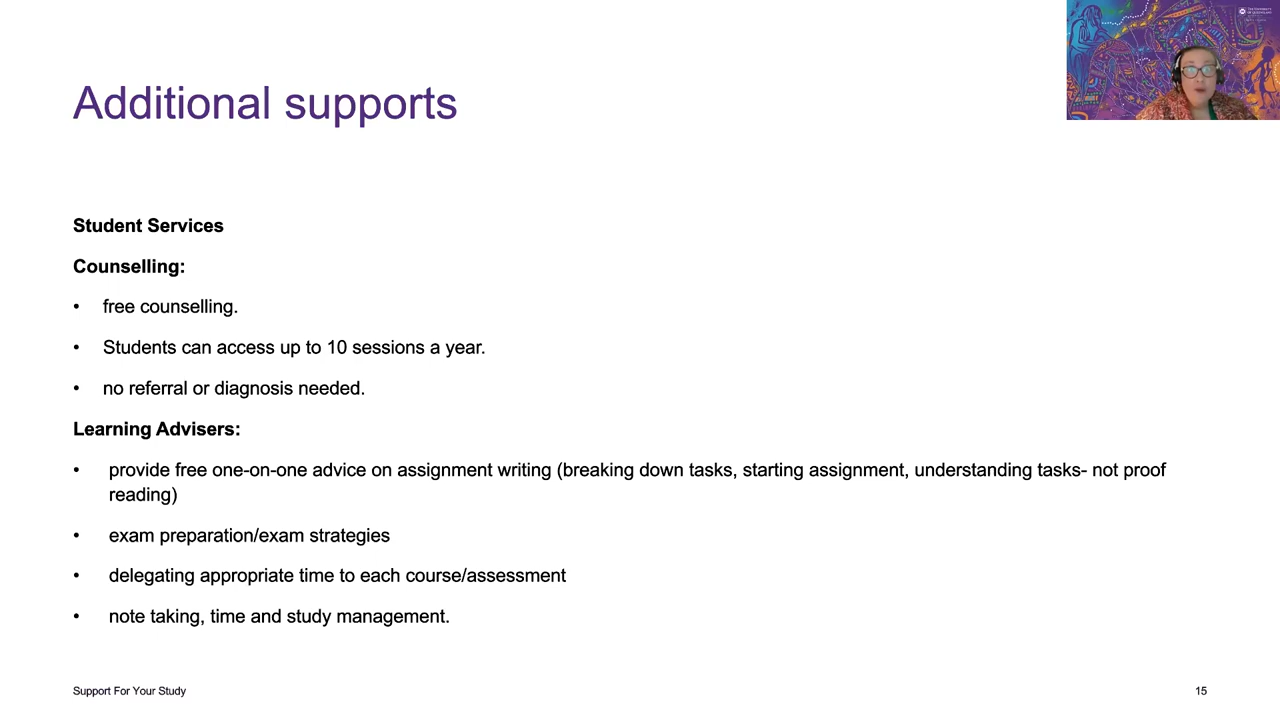 Additional supports
Student Services
Counselling:
• free counselling.
• Students can access up to 10 sessions a year.
• no referral or diagnosis needed.
Learning Advisers:
• provide free one-on-one advice on assignment writing (breaking down tasks, starting assignment, understanding tasks- not proof
reading)
• exam preparation/exam strategies
• delegating appropriate time to each course/assessment
• note taking, time and study management.
Support For Your Study
15